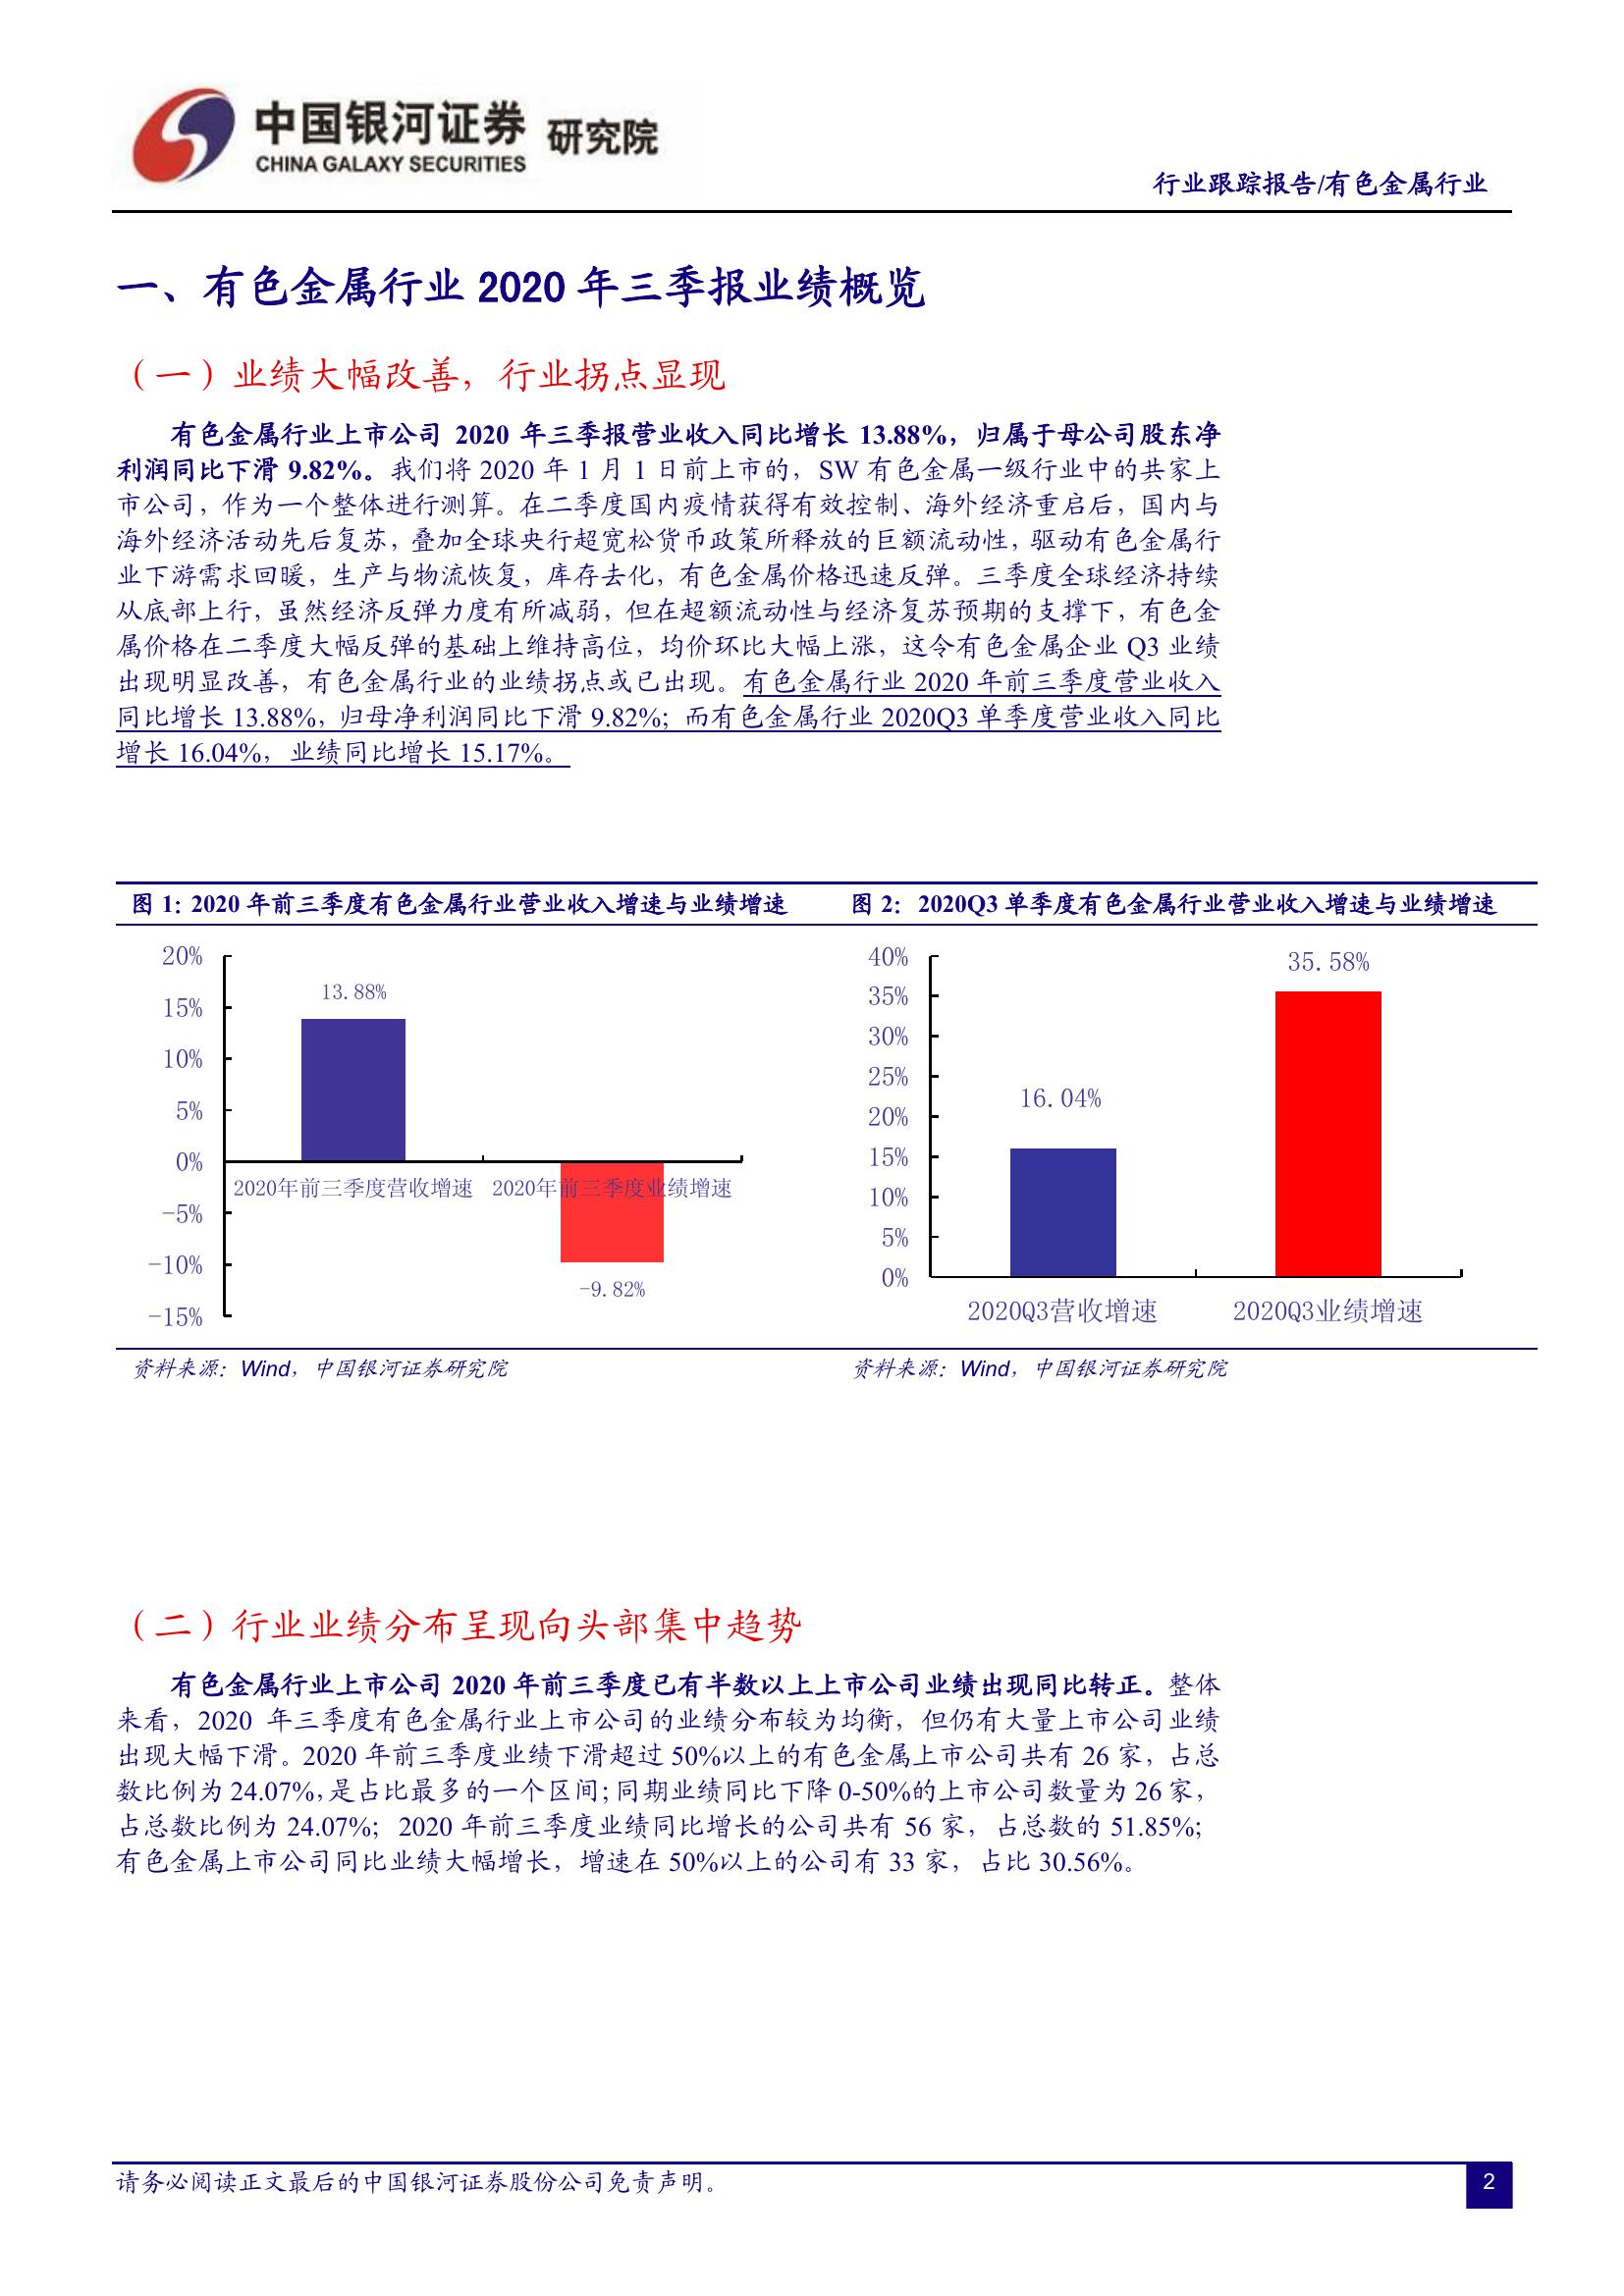 中国银河证券 研究院
CHINA GALAXY SECURITIES
行业跟踪报告/有色金属行业
一、有色金属行业 2020 年三季报业绩概览
（一）业绩大幅改善，行业拐点显现
有色金属行业上市公司 2020 年三季报营业收入同比增长 13.88%，归属于母公司股东净
利润同比下滑 9.82%。我们将 2020 年 1 月 1 日前上市的，SW 有色金属一级行业中的共家上
市公司，作为一个整体进行测算。在二季度国内疫情获得有效控制、海外经济重启后，国内与
海外经济活动先后复苏，叠加全球央行超宽松货币政策所释放的巨额流动性，驱动有色金属行
业下游需求回暖，生产与物流恢复，库存去化，有色金属价格迅速反弹。三季度全球经济持续
从底部上行，虽然经济反弹力度有所减弱，但在超额流动性与经济复苏预期的支撑下，有色金
属价格在二季度大幅反弹的基础上维持高位，均价环比大幅上涨，这令有色金属企业 Q3 业绩
出现明显改善，有色金属行业的业绩拐点或已出现。有色金属行业 2020 年前三季度营业收入
同比增长 13.88%，归母净利润同比下滑 9.82%；而有色金属行业 2020Q3 单季度营业收入同比
增长 16.04%，业绩同比增长 15.17%。
图 1：2020 年前三季度有色金属行业营业收入增速与业绩增速
20%
15%
10%
5%
0%
-5%
-10%
-15%
13.88%
2020年前三季度营收增速 2020年前三季度业绩增速
-9.82%
资料来源：Wind，中国银河证券研究院
图 2： 2020Q3 单季度有色金属行业营业收入增速与业绩增速
40%
35%
30%
25%
20%
15%
10%
5%
0%
35.58%
16.04%
2020Q3营收增速 2020Q3业绩增速
资料来源：Wind，中国银河证券研究院
（二）行业业绩分布呈现向头部集中趋势
有色金属行业上市公司 2020 年前三季度已有半数以上上市公司业绩出现同比转正。整体
来看，2020 年三季度有色金属行业上市公司的业绩分布较为均衡，但仍有大量上市公司业绩
出现大幅下滑。2020 年前三季度业绩下滑超过 50%以上的有色金属上市公司共有 26 家，占总
数比例为 24.07%，是占比最多的一个区间；同期业绩同比下降 0-50%的上市公司数量为 26 家，
占总数比例为 24.07%；2020 年前三季度业绩同比增长的公司共有 56 家，占总数的 51.85%；
有色金属上市公司同比业绩大幅增长，增速在 50%以上的公司有 33 家，占比 30.56%。
请务必阅读正文最后的中国银河证券股份公司免责声明。
2